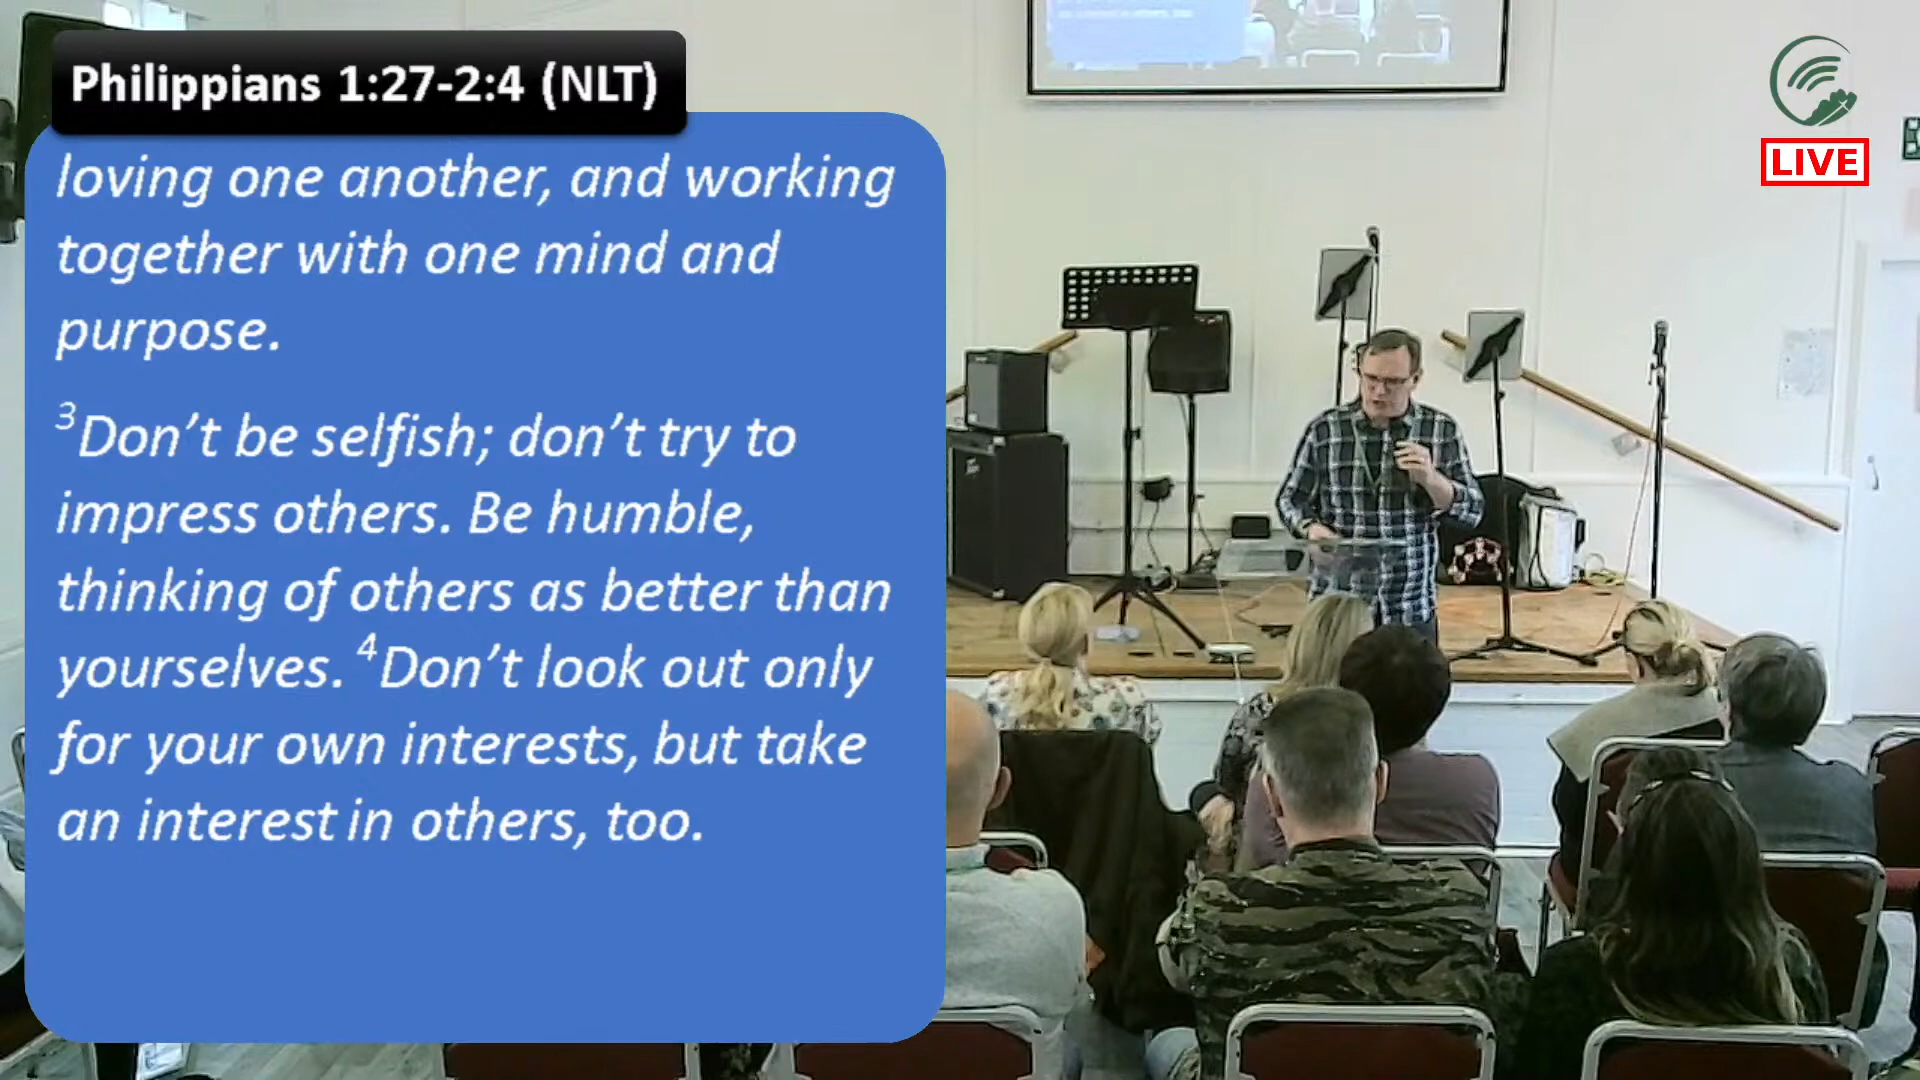 Philippians 1:27-2:4 (NLT)
loving one another, and working
together with one mind and
purpose.
3Don’t be selfish; don’t try to
impress others. Be humble,
thinking of others as better than
yourselves. 4Don’t look out only
for your own interests, but take
an interest in others, too.
LIVE